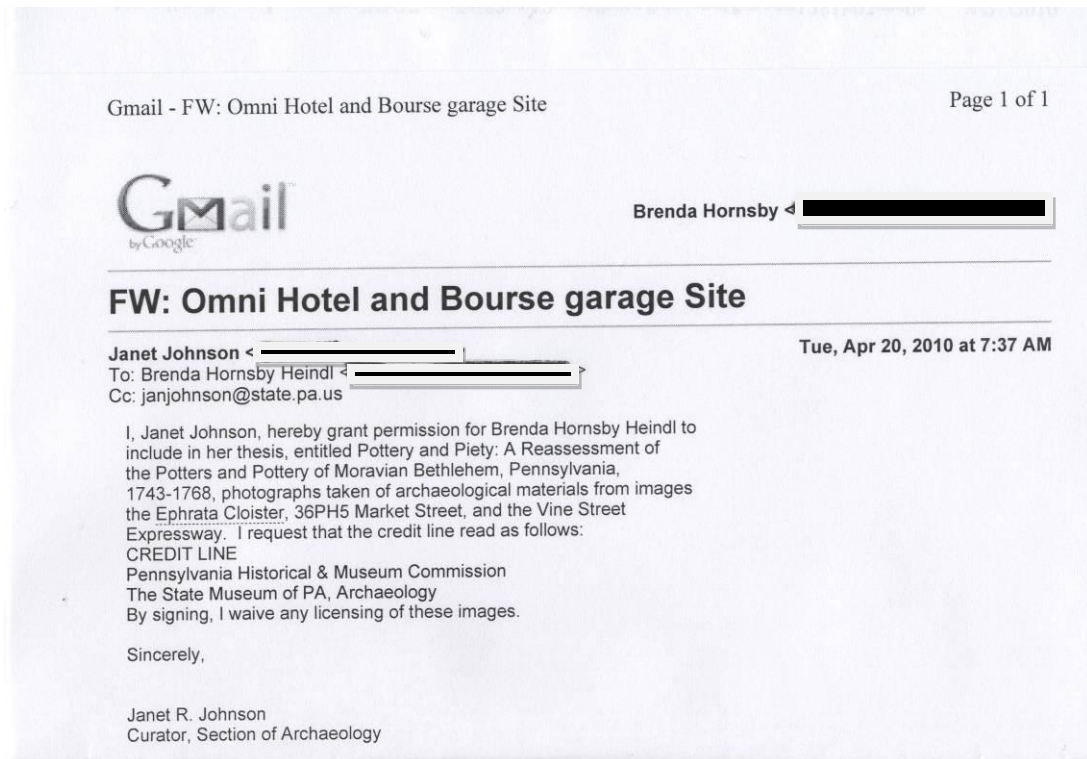 Gmail - FW: Omni Hotel and Bourse garage Site Page 1 of 1
Gmail
by Google
Brenda Hornsby <
FW: Omni Hotel and Bourse garage Site
Janet Johnson <
Tue, Apr 20, 2010 at 7:37 AM
To: Brenda Hornsby Heindl < >
Cc: janjohnson@state.pa.us
I, Janet Johnson, hereby grant permission for Brenda Hornsby Heindl to
include in her thesis, entitled Pottery and Piety: A Reassessment of
the Potters and Pottery of Moravian Bethlehem, Pennsylvania,
1743-1768, photographs taken of archaeological materials from images
the Ephrata Cloister, 36PH5 Market Street, and the Vine Street
Expressway. I request that the credit line read as follows:
CREDIT LINE
Pennsylvania Historical & Museum Commission
The State Museum of PA, Archaeology
By signing, I waive any licensing of these images.
Sincerely,
Janet R. Johnson
Curator, Section of Archaeology